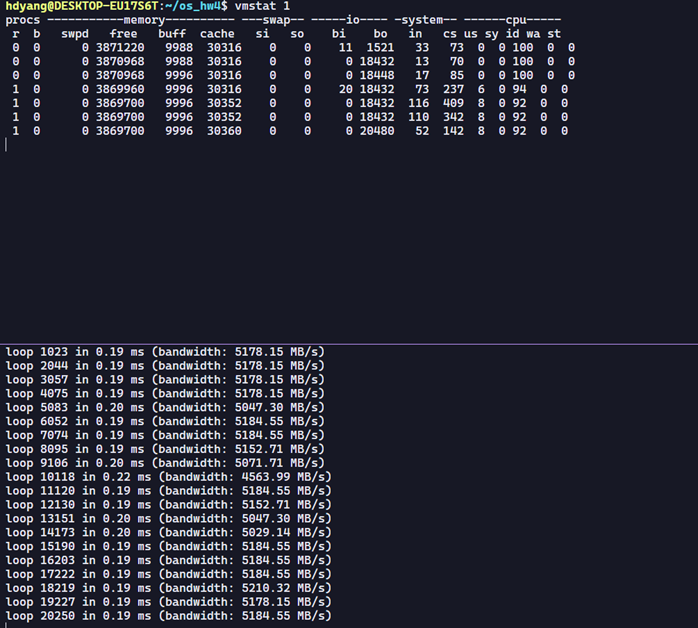 hdyang@DESKTOP-EU17S6T:~/os_hw4$ vmstat 1
procs -----------memory---------- ---swap-- -----io---- -system-- ------cpu-----
 r  b   swpd   free   buff  cache   si   so    bi    bo   in   cs us sy id wa st
 0  0      0 3871220   9988  30316    0    0    11  1521   33   73  0  0 100  0  0
 0  0      0 3870968   9988  30316    0    0     0 18432   13   70  0  0 100  0  0
 0  0      0 3870968   9996  30316    0    0     0 18448   17   85  0  0 100  0  0
 1  0      0 3869960   9996  30316    0    0    20 18432   73  237  6  0 94  0  0
 1  0      0 3869700   9996  30352    0    0     0 18432  116  409  8  0 92  0  0
 1  0      0 3869700   9996  30352    0    0     0 18432  110  342  8  0 92  0  0
 1  0      0 3869700   9996  30360    0    0     0 20480   52  142  8  0 92  0  0
loop 1023 in 0.19 ms (bandwidth: 5178.15 MB/s)
loop 2044 in 0.19 ms (bandwidth: 5178.15 MB/s)
loop 3057 in 0.19 ms (bandwidth: 5178.15 MB/s)
loop 4075 in 0.19 ms (bandwidth: 5178.15 MB/s)
loop 5083 in 0.20 ms (bandwidth: 5047.30 MB/s)
loop 6052 in 0.19 ms (bandwidth: 5184.55 MB/s)
loop 7074 in 0.19 ms (bandwidth: 5184.55 MB/s)
loop 8095 in 0.19 ms (bandwidth: 5152.71 MB/s)
loop 9106 in 0.20 ms (bandwidth: 5071.71 MB/s)
loop 10118 in 0.22 ms (bandwidth: 4563.99 MB/s)
loop 11120 in 0.19 ms (bandwidth: 5184.55 MB/s)
loop 12130 in 0.19 ms (bandwidth: 5152.71 MB/s)
loop 13151 in 0.20 ms (bandwidth: 5047.30 MB/s)
loop 14173 in 0.20 ms (bandwidth: 5029.14 MB/s)
loop 15190 in 0.19 ms (bandwidth: 5184.55 MB/s)
loop 16203 in 0.19 ms (bandwidth: 5184.55 MB/s)
loop 17222 in 0.19 ms (bandwidth: 5184.55 MB/s)
loop 18219 in 0.19 ms (bandwidth: 5210.32 MB/s)
loop 19227 in 0.19 ms (bandwidth: 5178.15 MB/s)
loop 20250 in 0.19 ms (bandwidth: 5184.55 MB/s)